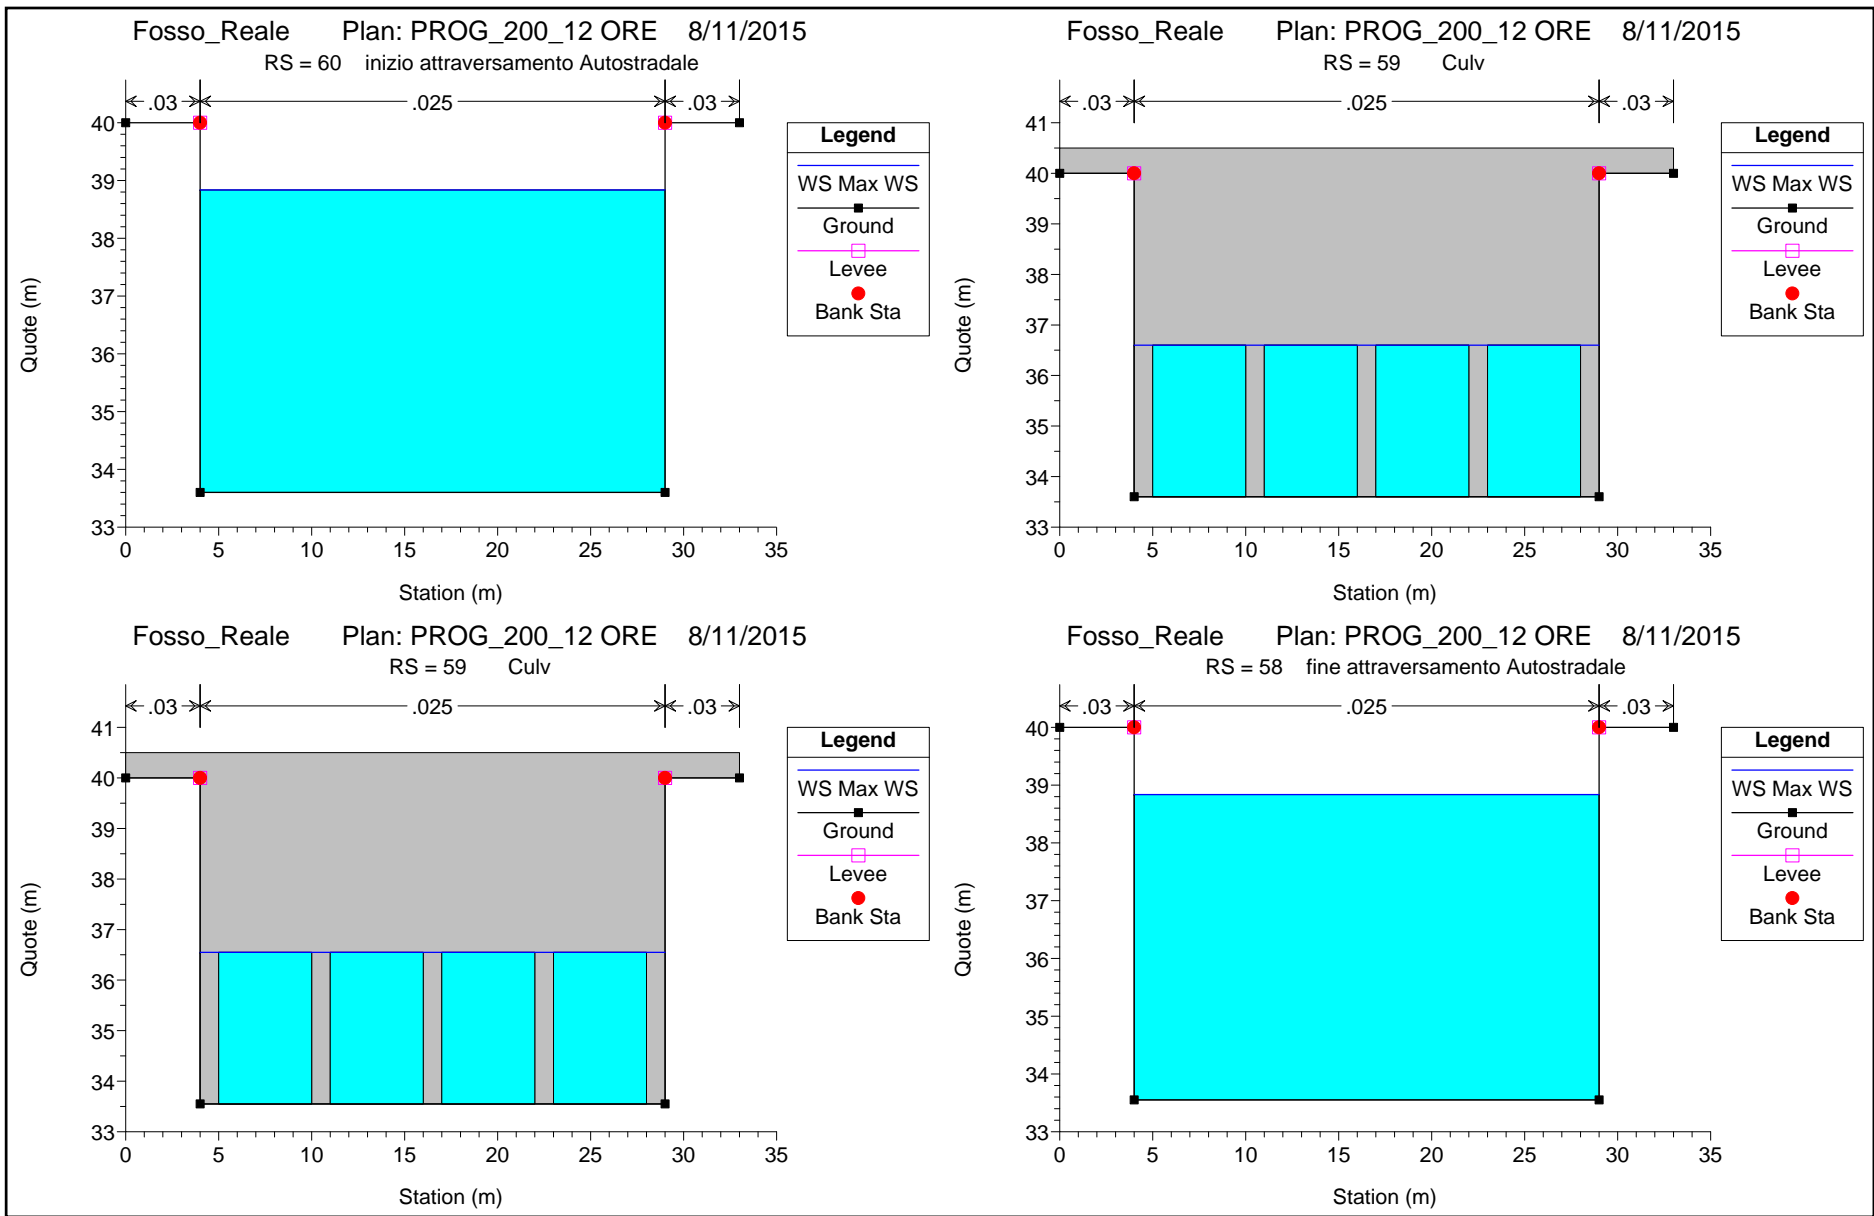 Fosso_Reale Plan: PROG_200_12 ORE 8/11/2015
RS = 60 inizio attraversamento Autostradale
.03 .025 .03
40
39
38
37
36
35
34
33
0 5 10 15 20 25 30 35
Station (m)
Quote (m)
Legend
WS Max WS
Ground
Levee
Bank Sta
Fosso_Reale Plan: PROG_200_12 ORE 8/11/2015
RS = 59 Culv
.03 .025 .03
41
40
39
38
37
36
35
34
33
0 5 10 15 20 25 30 35
Station (m)
Quote (m)
Legend
WS Max WS
Ground
Levee
Bank Sta
Fosso_Reale Plan: PROG_200_12 ORE 8/11/2015
RS = 59 Culv
.03 .025 .03
41
40
39
38
37
36
35
34
33
0 5 10 15 20 25 30 35
Station (m)
Quote (m)
Legend
WS Max WS
Ground
Levee
Bank Sta
Fosso_Reale Plan: PROG_200_12 ORE 8/11/2015
RS = 58 fine attraversamento Autostradale
.03 .025 .03
40
39
38
37
36
35
34
33
0 5 10 15 20 25 30 35
Station (m)
Quote (m)
Legend
WS Max WS
Ground
Levee
Bank Sta